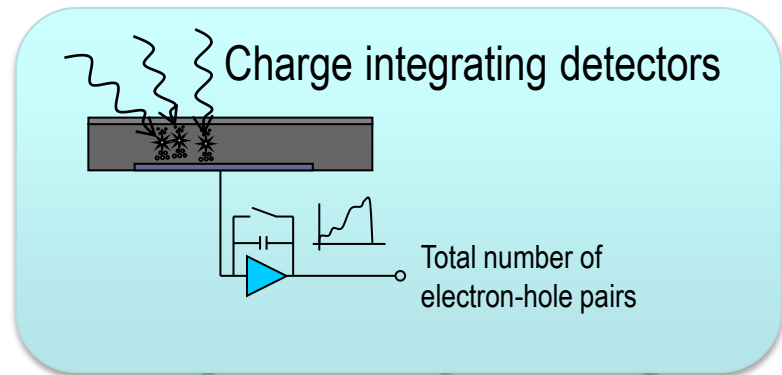 Charge integrating detectors
Total number of
electron-hole pairs